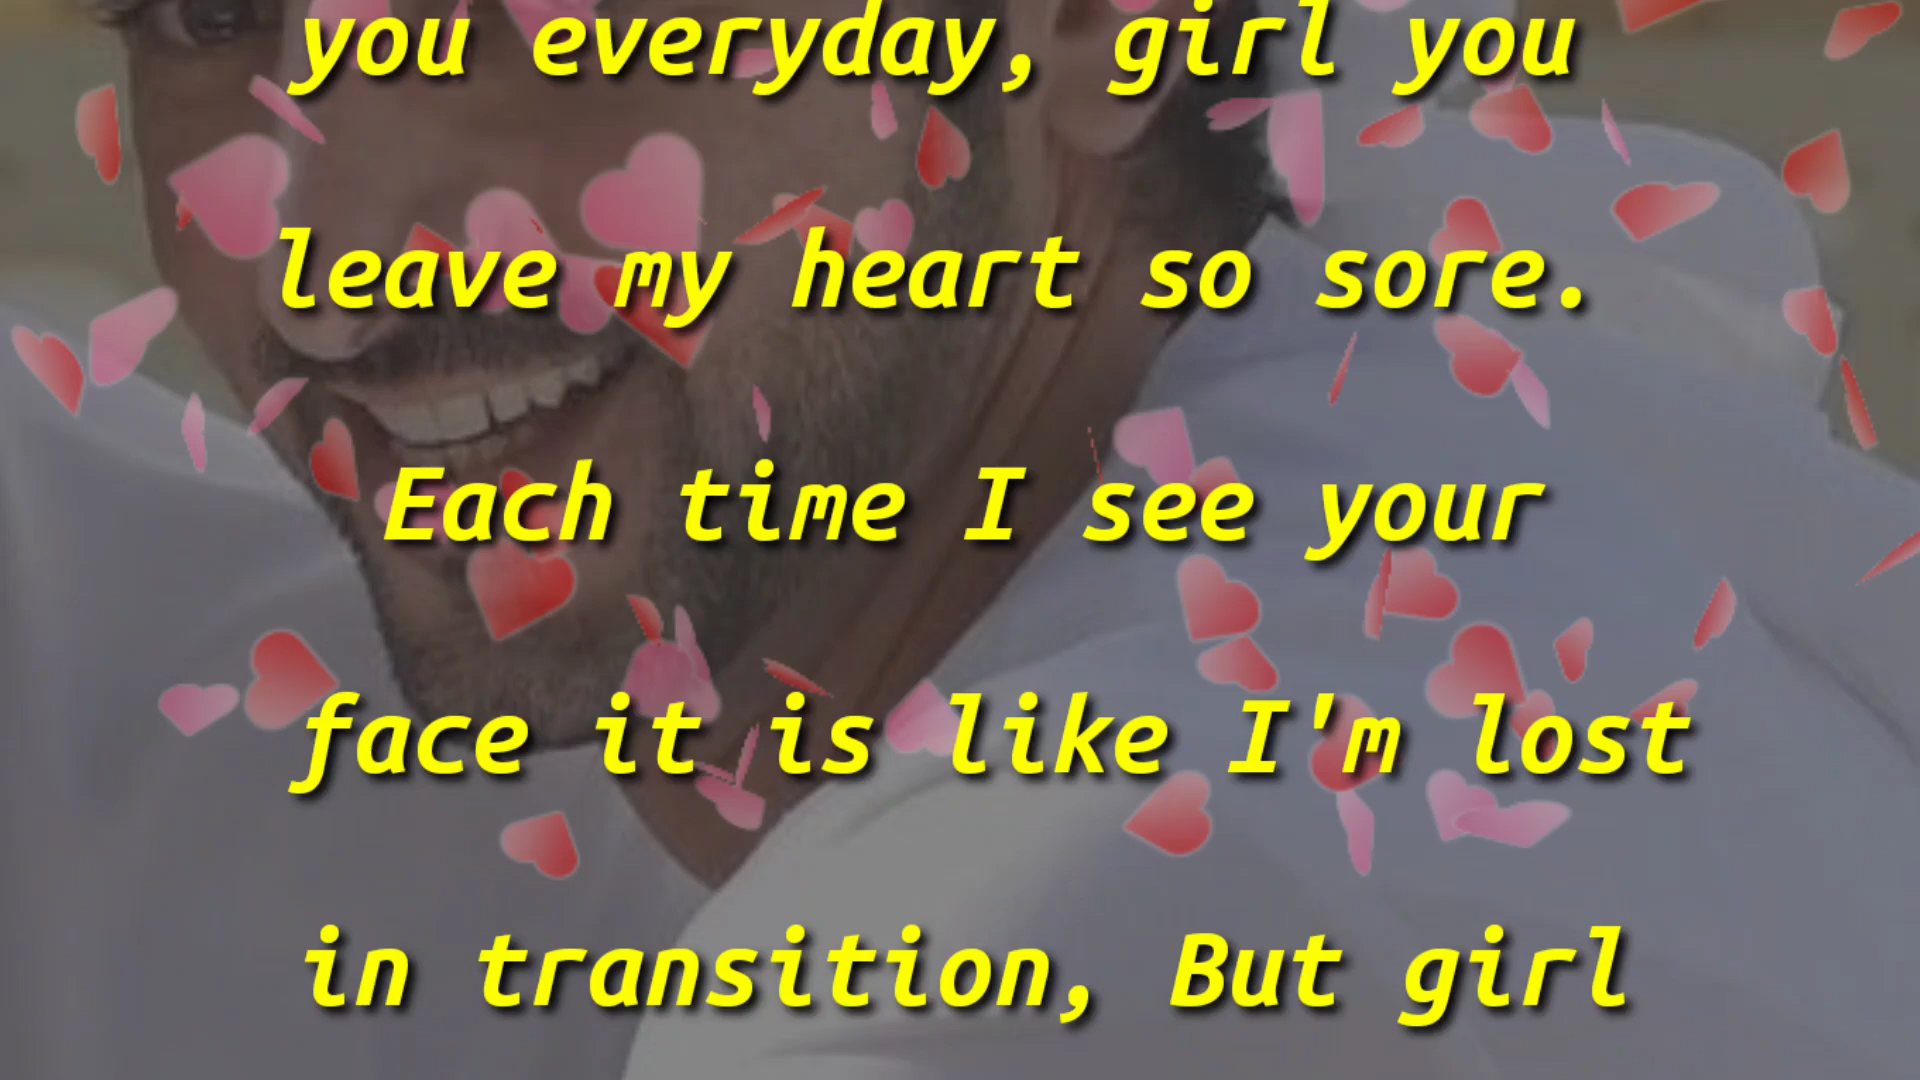 you everyday, girl you
leave my heart so sore.
Each time I see your
face it is like I'm lost
in transition, But girl